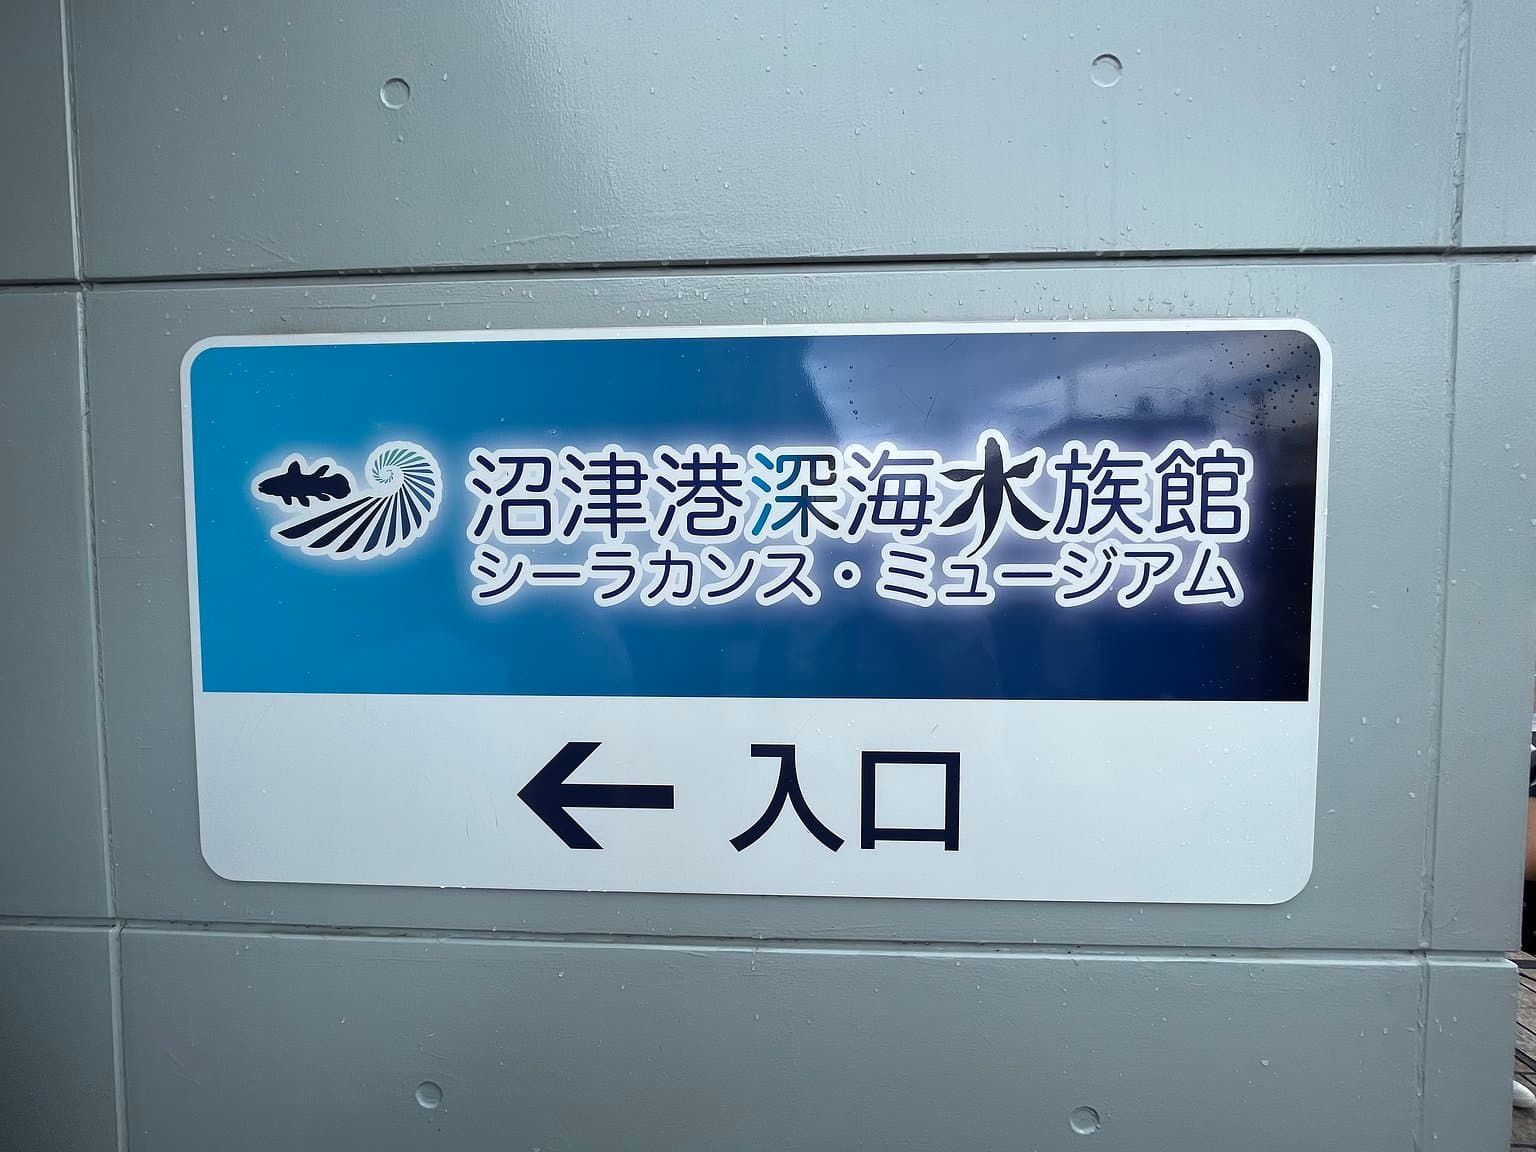 沼津港深海水族館
シーラカンス・ミュージアム
← 入口